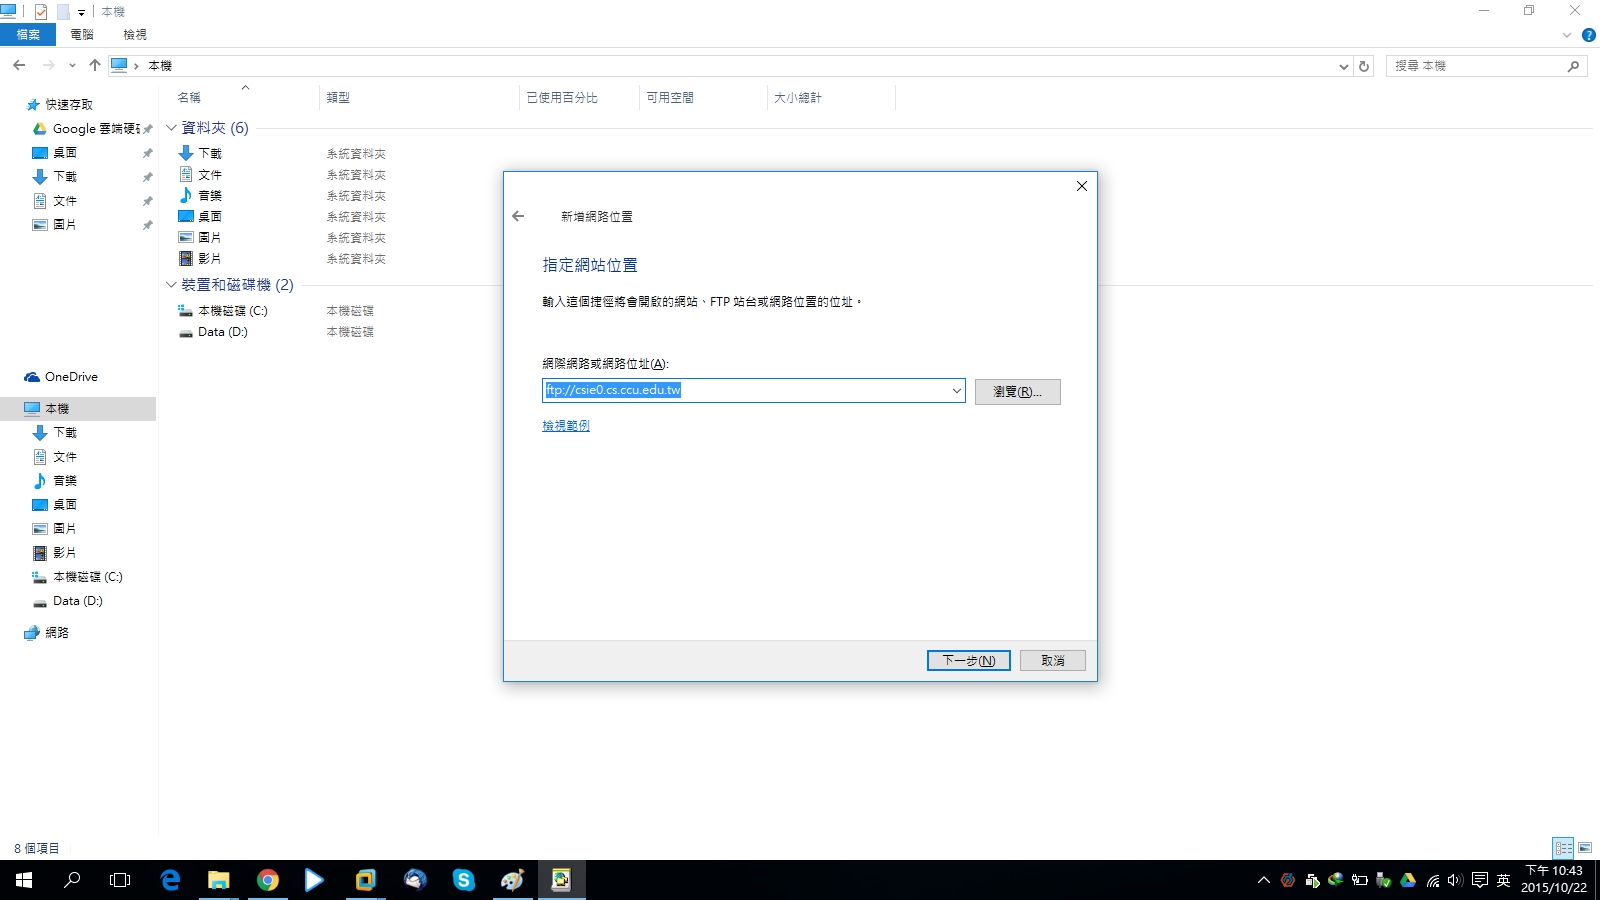 本機
檔案 電腦 檢視
本機
搜尋 本機
名稱 類型 已使用百分比 可用空間 大小總計
快速存取
Google 雲端硬
桌面
下載
文件
圖片
OneDrive
本機
下載
文件
音樂
桌面
圖片
影片
本機磁碟 (C:)
Data (D:)
網路
資料夾 (6)
下載 系統資料夾
文件 系統資料夾
音樂 系統資料夾
桌面 系統資料夾
圖片 系統資料夾
影片 系統資料夾
裝置和磁碟機 (2)
本機磁碟 (C:) 本機磁碟
Data (D:) 本機磁碟
新增網路位置
指定網站位置
輸入這個捷徑將會開啟的網站、FTP 站台或網路位置的位址。
網際網路或網路位址(A):
ftp://csie0.cs.ccu.edu.tw
瀏覽(R)...
檢視範例
下一步(N) 取消
8 個項目
英
下午 10:43
2015/10/22